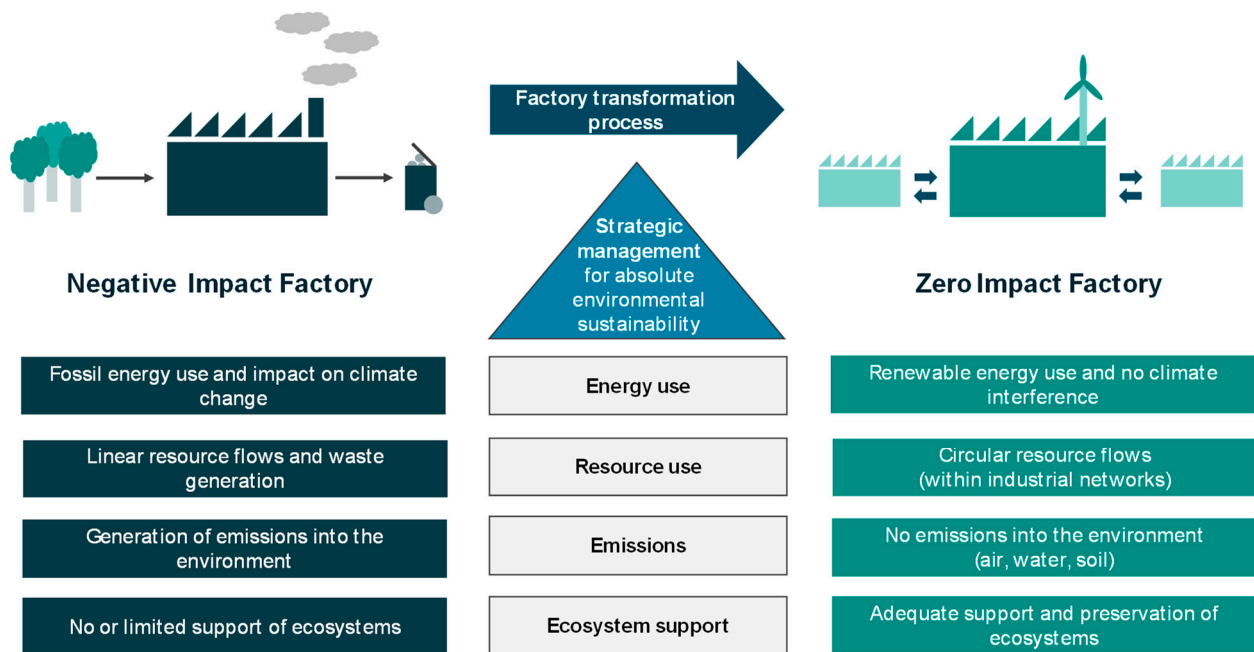 Factory transformation
process
Strategic
management
for absolute
environmental
sustainability
Negative Impact Factory
Zero Impact Factory
Fossil energy use and impact on climate
change
Energy use
Renewable energy use and no climate
interference
Linear resource flows and waste
generation
Resource use
Circular resource flows
(within industrial networks)
Generation of emissions into the
environment
Emissions
No emissions into the environment
(air, water, soil)
No or limited support of ecosystems
Ecosystem support
Adequate support and preservation of
ecosystems